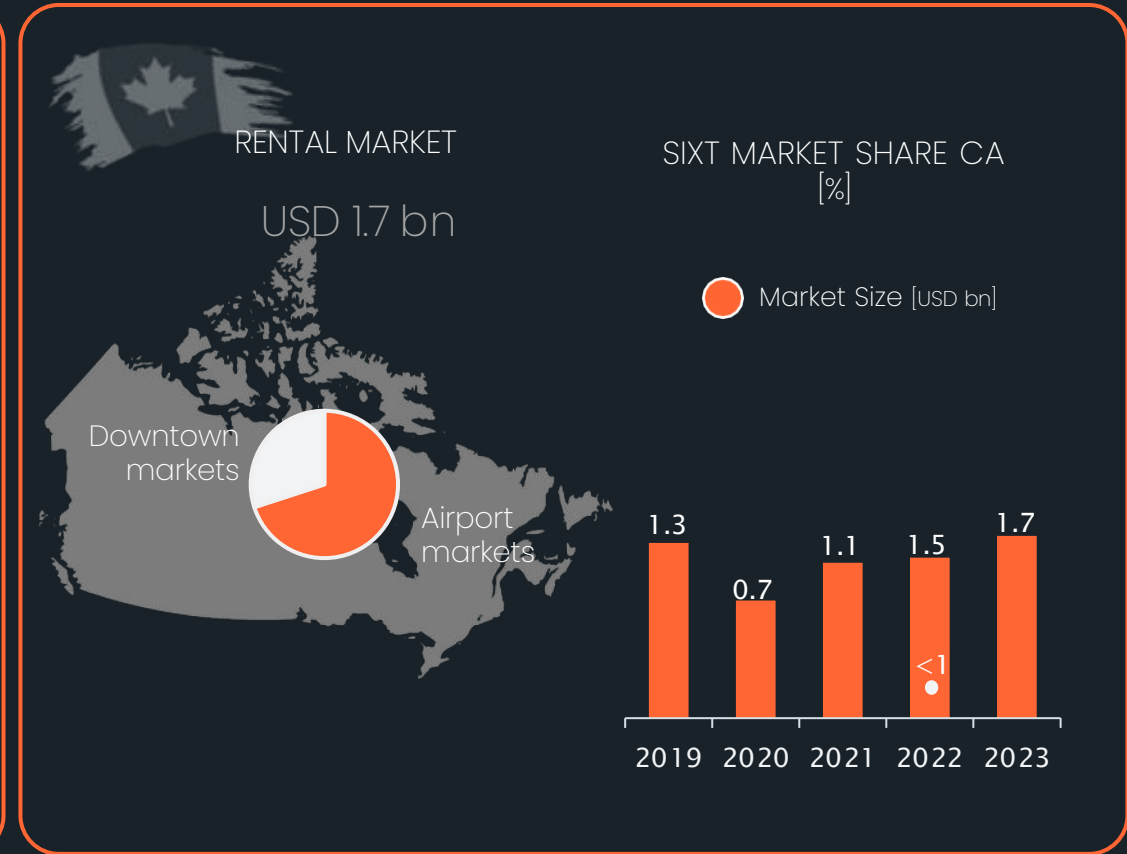 RENTAL MARKET
USD 1.7 bn
Downtown
markets
Airport
markets
SIXT MARKET SHARE CA
[%]
Market Size [USD bn]
1.3
0.7
1.1
1.5
1.7
<1
2019 2020 2021 2022 2023